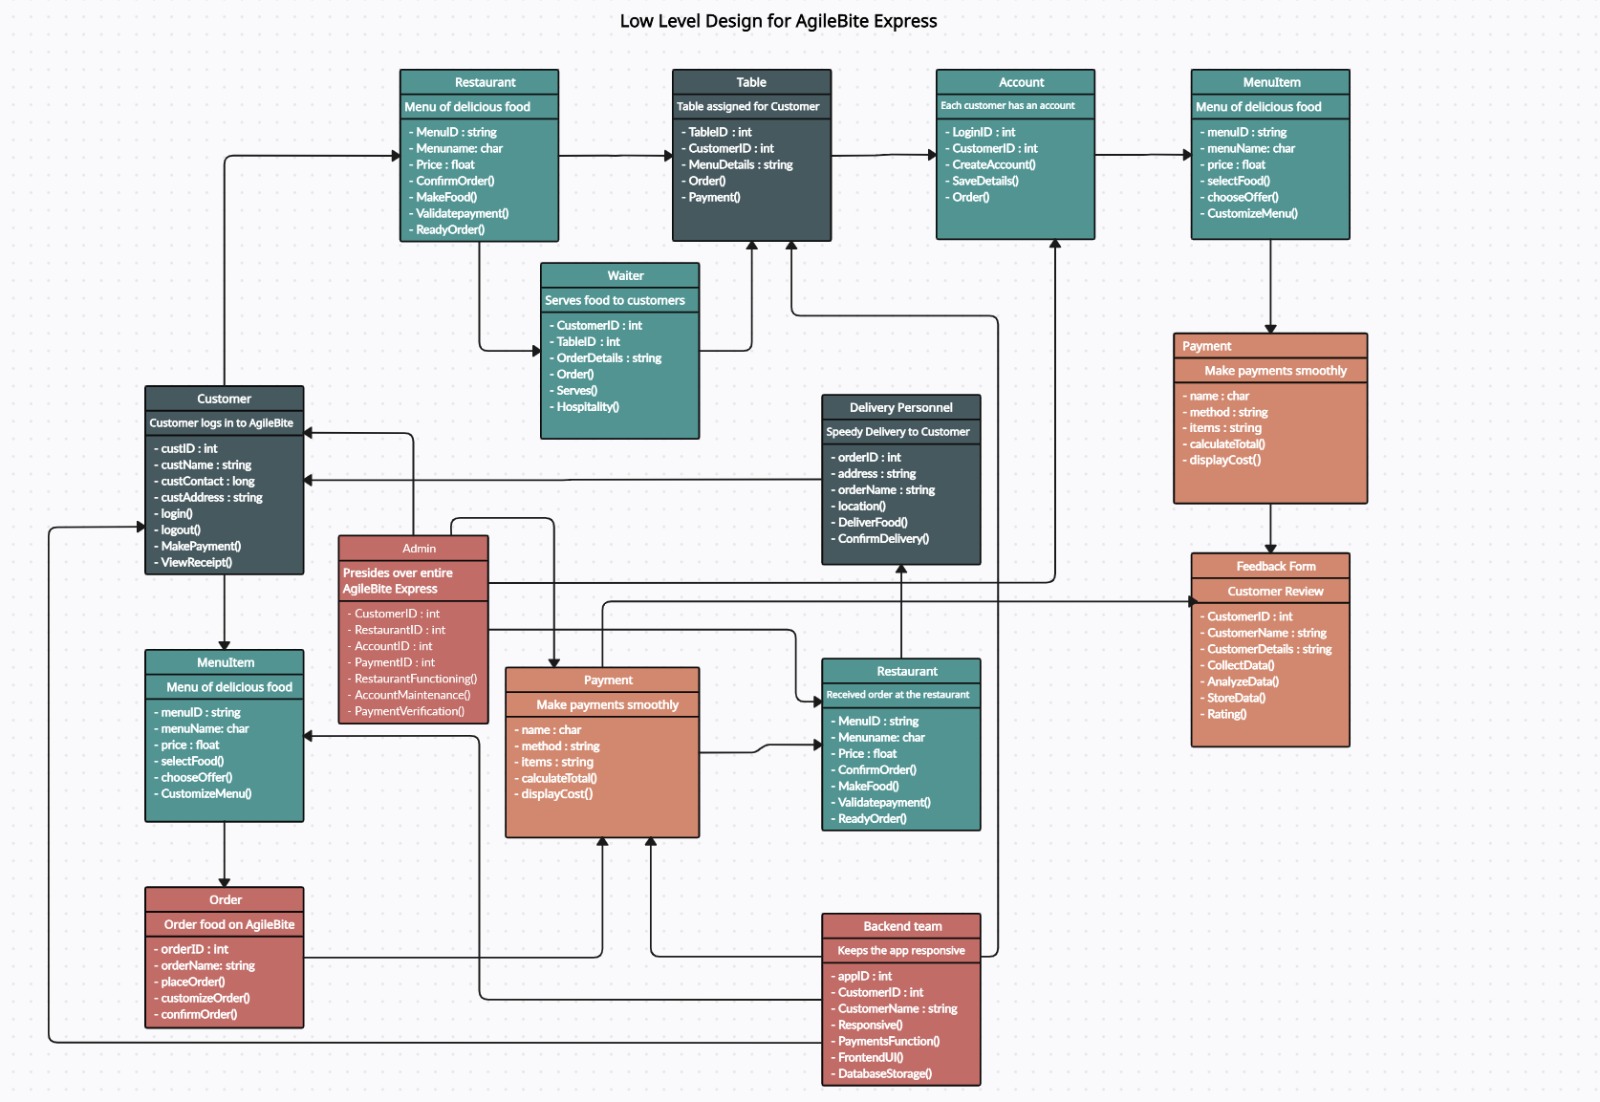 Low Level Design for AgileBite Express
Restaurant
Menu of delicious food
- MenuID : string
- Menuname: char
- Price : float
- ConfirmOrder()
- MakeFood()
- Validatepayment()
- ReadyOrder()
Table
Table assigned for Customer
- TableID : int
- CustomerID : int
- MenuDetails : string
- Order()
- Payment()
Account
Each customer has an account
- LoginID : int
- CustomerID : int
- CreateAccount()
- SaveDetails()
- Order()
MenuItem
Menu of delicious food
- menuID : string
- menuName: char
- price : float
- selectFood()
- chooseOffer()
- CustomizeMenu()
Waiter
Serves food to customers
- CustomerID : int
- TableID : int
- OrderDetails : string
- Order()
- Serves()
- Hospitality()
Payment
Make payments smoothly
- name : char
- method : string
- items : string
- calculateTotal()
- displayCost()
Customer
Customer logs in to AgileBite
- custID : int
- custName : string
- custContact : long
- custAddress : string
- login()
- logout()
- MakePayment()
- ViewReceipt()
Delivery Personnel
Speedy Delivery to Customer
- orderID : int
- address : string
- orderName : string
- location()
- DeliverFood()
- ConfirmDelivery()
Admin
Presides over entire
AgileBite Express
- CustomerID : int
- RestaurantID : int
- AccountID : int
- PaymentID : int
- RestaurantFunctioning()
- AccountMaintenance()
- PaymentVerification()
Feedback Form
Customer Review
- CustomerID : int
- CustomerName : string
- CustomerDetails : string
- CollectData()
- AnalyzeData()
- StoreData()
- Rating()
MenuItem
Menu of delicious food
- menuID : string
- menuName: char
- price : float
- selectFood()
- chooseOffer()
- CustomizeMenu()
Payment
Make payments smoothly
- name : char
- method : string
- items : string
- calculateTotal()
- displayCost()
Restaurant
Received order at the restaurant
- MenuID : string
- Menuname: char
- Price : float
- ConfirmOrder()
- MakeFood()
- Validatepayment()
- ReadyOrder()
Order
Order food on AgileBite
- orderID : int
- orderName: string
- placeOrder()
- customizeOrder()
- confirmOrder()
Backend team
Keeps the app responsive
- appID : int
- CustomerID : int
- CustomerName : string
- Responsive()
- PaymentsFunction()
- FrontendUI()
- DatabaseStorage()